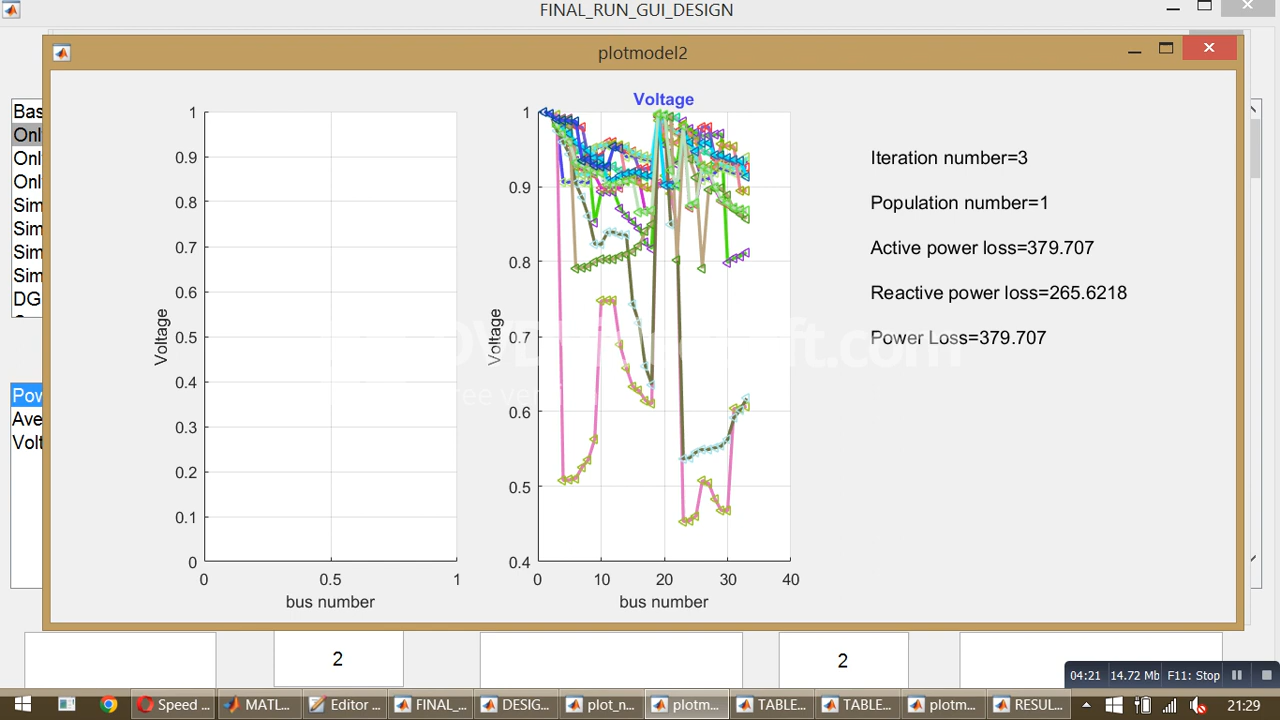 FINAL_RUN_GUI_DESIGN
plotmodel2
Bas
Onl
Onl
Onl
Sim
Sim
Sim
Sim
DG
Pow
Ave
Volt
1
0.9
0.8
0.7
0.6
0.5
0.4
0.3
0.2
0.1
0
0 0.5 1
Voltage
bus number
Voltage
1
0.9
0.8
0.7
0.6
0.5
0.4
0 10 20 30 40
Voltage
bus number
Iteration number=3
Population number=1
Active power loss=379.707
Reactive power loss=265.6218
Power Loss=379.707
2
2
04:21 14.72 Mb F11: Stop
Speed ... MATL... Editor ... FINAL_... DESIG... plot_n... plotm... TABLE... TABLE... plotm... RESUL... 21:29